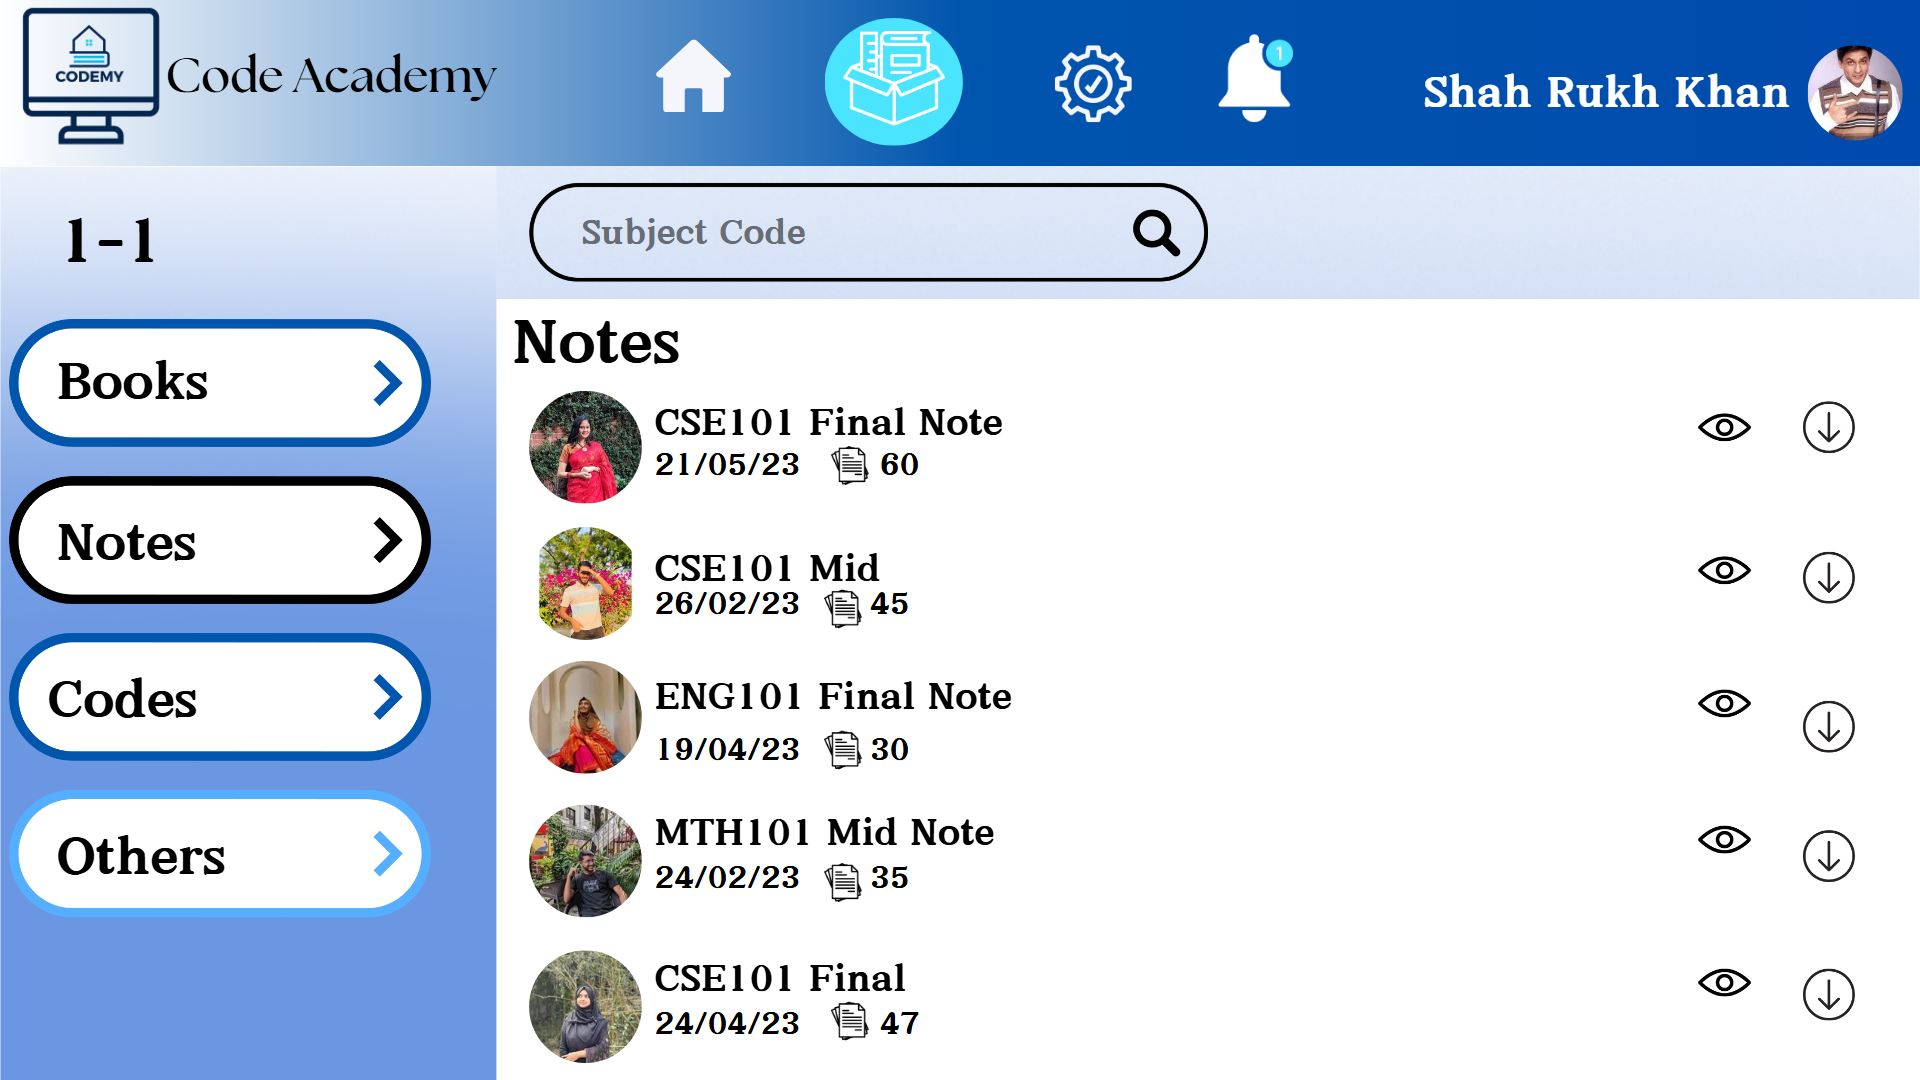 CODEMY
Code Academy
1
Shah Rukh Khan
1-1
Subject Code
Books
Notes
Codes
Others
Notes
CSE101 Final Note
21/05/23 60
CSE101 Mid
26/02/23 45
ENG101 Final Note
19/04/23 30
MTH101 Mid Note
24/02/23 35
CSE101 Final
24/04/23 47